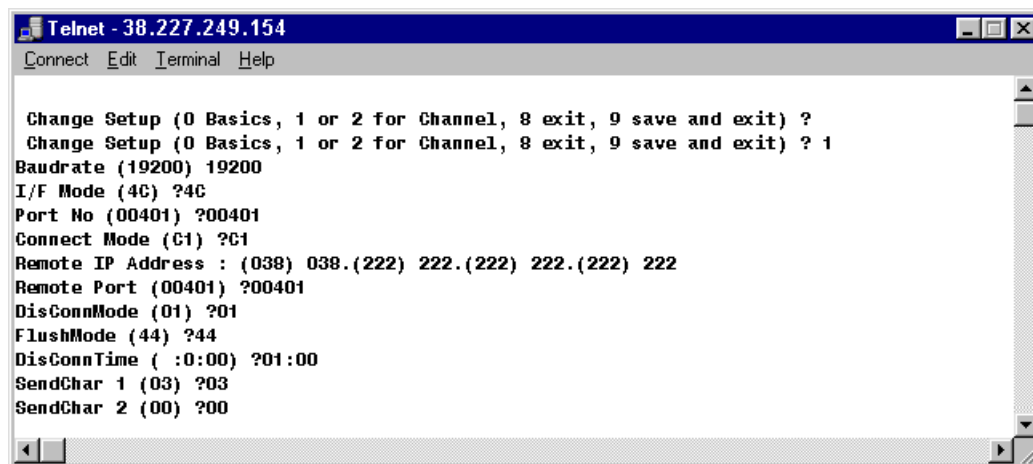 Telnet - 38.227.249.154
Connect Edit Terminal Help
Change Setup (0 Basics, 1 or 2 for Channel, 8 exit, 9 save and exit) ?
Change Setup (0 Basics, 1 or 2 for Channel, 8 exit, 9 save and exit) ? 1
Baudrate (19200) 19200
I/F Mode (4C) ?4C
Port No (00401) ?00401
Connect Mode (C1) ?C1
Remote IP Address : (038) 038.(222) 222.(222) 222.(222) 222
Remote Port (00401) ?00401
DisConnMode (01) ?01
FlushMode (44) ?44
DisConnTime ( :0:00) ?01:00
SendChar 1 (03) ?03
SendChar 2 (00) ?00